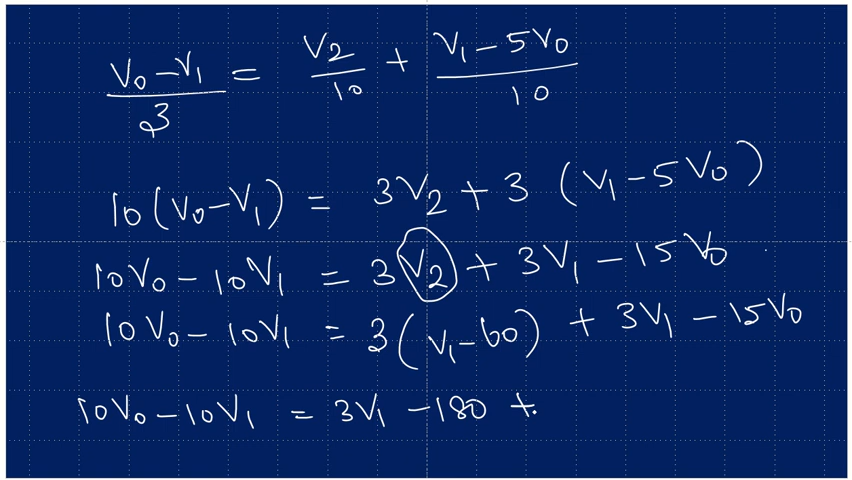 (V₀ - V₁)/3 = V₂/10 + (V₁ - 5V₀)/10
10(V₀ - V₁) = 3V₂ + 3 (V₁ - 5V₀)
10V₀ - 10V₁ = 3V₂ + 3V₁ - 15V₀
10V₀ - 10V₁ = 3(V₁ - 60) + 3V₁ - 15V₀
10V₀ - 10V₁ = 3V₁ - 180 +